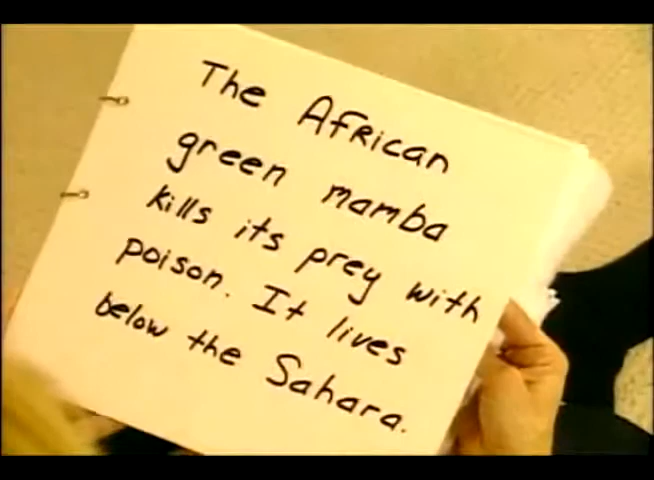 The African
green mamba
kills its prey with
poison. It lives
below the Sahara.